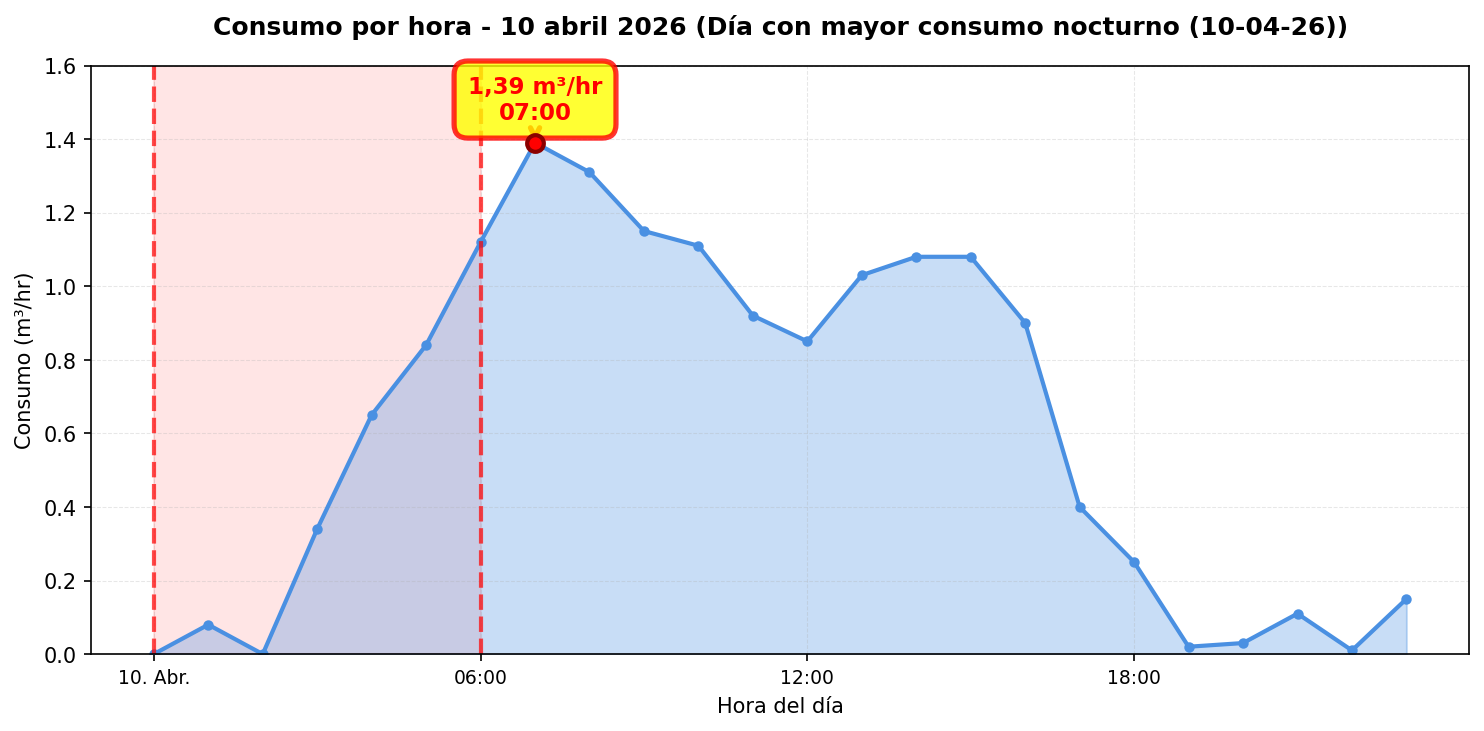 Consumo por hora - 10 abril 2026 (Día con mayor consumo nocturno (10-04-26))
1,39 m³/hr
07:00
Consumo (m³/hr)
1.6
1.4
1.2
1.0
0.8
0.6
0.4
0.2
0.0
10. Abr.
06:00
12:00
18:00
Hora del día